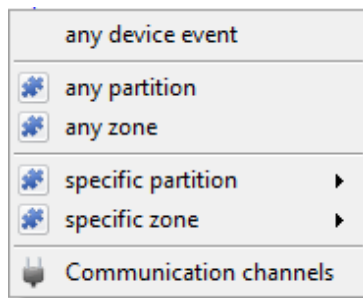 any device event
any partition
any zone
specific partition
specific zone
Communication channels